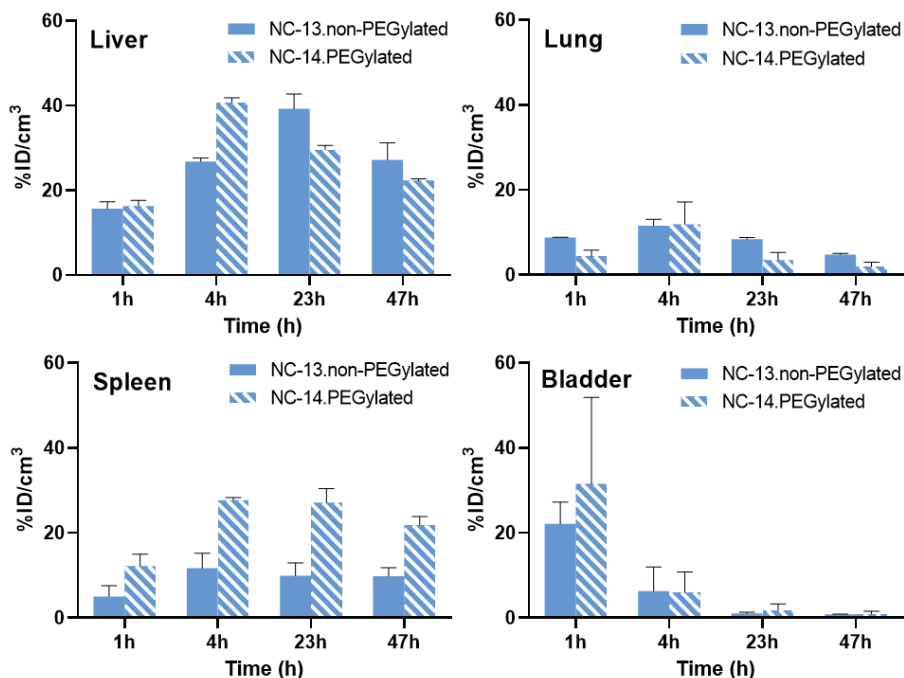 Liver
NC-13.non-PEGylated
NC-14.PEGylated
%ID/cm³
60
40
20
0
1h 4h 23h 47h
Time (h)
Lung
NC-13.non-PEGylated
NC-14.PEGylated
%ID/cm³
60
40
20
0
1h 4h 23h 47h
Time (h)
Spleen
NC-13.non-PEGylated
NC-14.PEGylated
%ID/cm³
60
40
20
0
1h 4h 23h 47h
Time (h)
Bladder
NC-13.non-PEGylated
NC-14.PEGylated
%ID/cm³
60
40
20
0
1h 4h 23h 47h
Time (h)